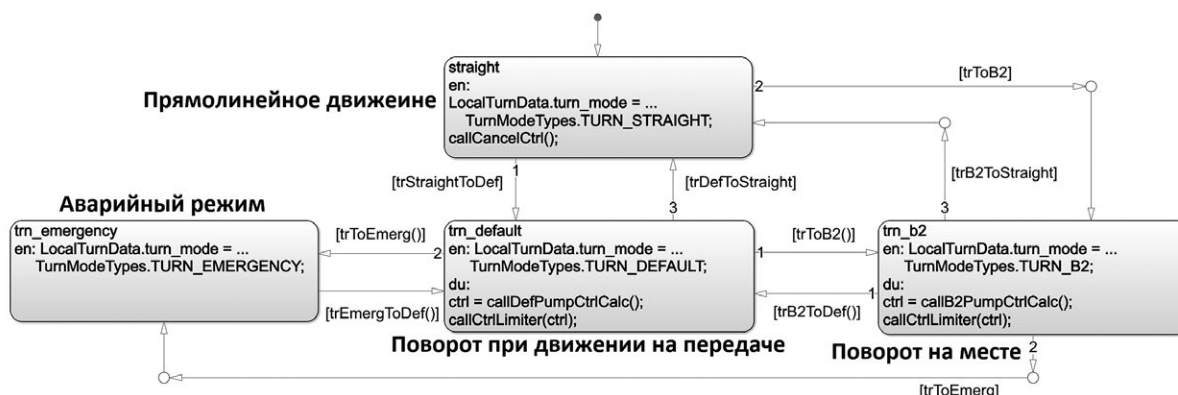 straight
en:
LocalTurnData.turn_mode = ...
TurnModeTypes.TURN_STRAIGHT;
callCancelCtrl();
2
[trToB2]
Прямолинейное движеине
1
[trStraightToDef]
[trDefToStraight]
3
[trB2ToStraight]
3
Аварийный режим
trn_emergency
en: LocalTurnData.turn_mode = ...
TurnModeTypes.TURN_EMERGENCY;
[trToEmerg()]
2
[trEmergToDef()]
trn_default
en: LocalTurnData.turn_mode = ...
TurnModeTypes.TURN_DEFAULT;
du:
ctrl = callDefPumpCtrlCalc();
callCtrlLimiter(ctrl);
1
[trToB2()]
1
[trB2ToDef()]
trn_b2
en: LocalTurnData.turn_mode = ...
TurnModeTypes.TURN_B2;
du:
ctrl = callB2PumpCtrlCalc();
callCtrlLimiter(ctrl);
Поворот при движении на передаче
Поворот на месте
2
[trToEmerg]